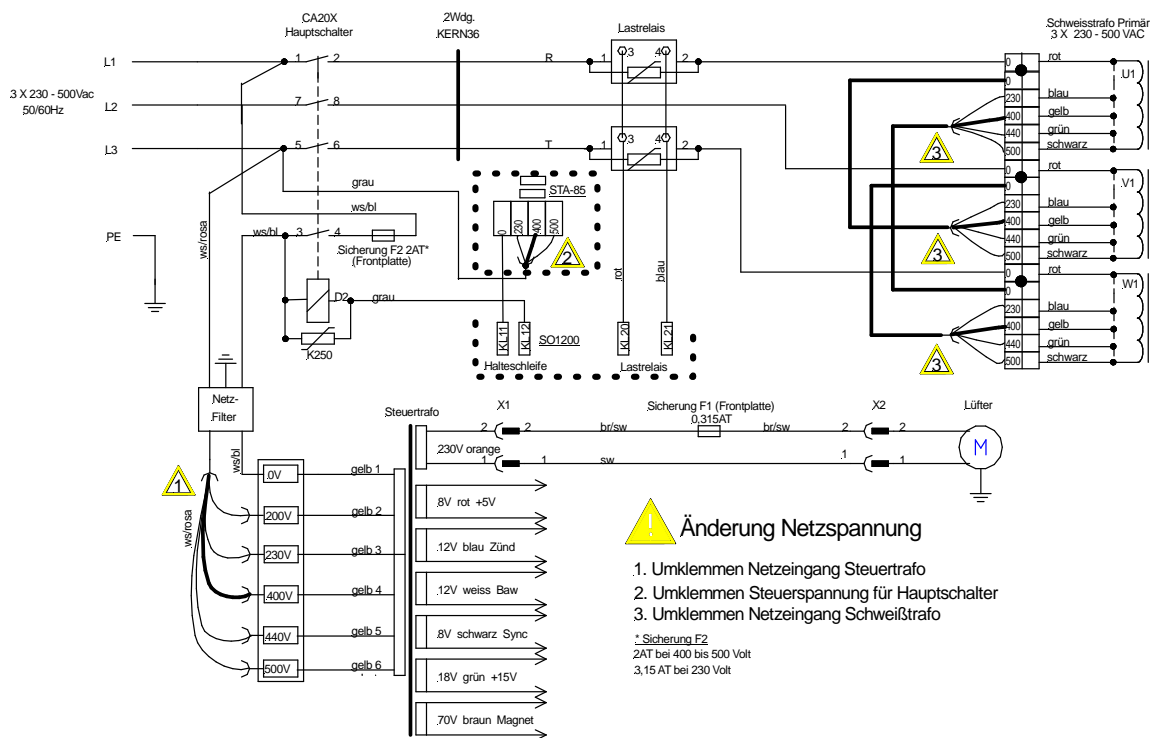 CA20X
Hauptschalter
2Wdg.
KERN36
Lastrelais
Schweisstrafo Primär
3 X 230 - 500 VAC
L1
1
2
R
1
3
4
2
0
rot
U1
0
3 X 230 - 500Vac
50/60Hz
L2
7
8
230
blau
400
gelb
440
grün
500
schwarz
3
L3
5
6
T
1
3
4
2
0
rot
V1
0
grau
STA-85
ws/bl
0
230
400
500
2
230
blau
400
gelb
440
grün
500
schwarz
3
PE
ws/rosa
ws/bl
3
4
Sicherung F2 2AT*
(Frontplatte)
rot
blau
0
rot
W1
0
D2
grau
K250
KL11
KL12
SO1200
KL20
KL21
Halteschleife
Lastrelais
230
blau
400
gelb
440
grün
500
schwarz
3
Netz-
Filter
Steuertrafo
X1
Sicherung F1 (Frontplatte)
0,315AT
X2
Lüfter
2
2
br/sw
br/sw
2
2
230V orange
1
1
sw
1
1
M
ws/bl
1
ws/rosa
0V
gelb 1
200V
gelb 2
230V
gelb 3
400V
gelb 4
440V
gelb 5
500V
gelb 6
8V rot +5V
12V blau Zünd
12V weiss Baw
8V schwarz Sync
18V grün +15V
70V braun Magnet
! Änderung Netzspannung
1. Umklemmen Netzeingang Steuertrafo
2. Umklemmen Steuerspannung für Hauptschalter
3. Umklemmen Netzeingang Schweißtrafo
* Sicherung F2
2AT bei 400 bis 500 Volt
3,15 AT bei 230 Volt